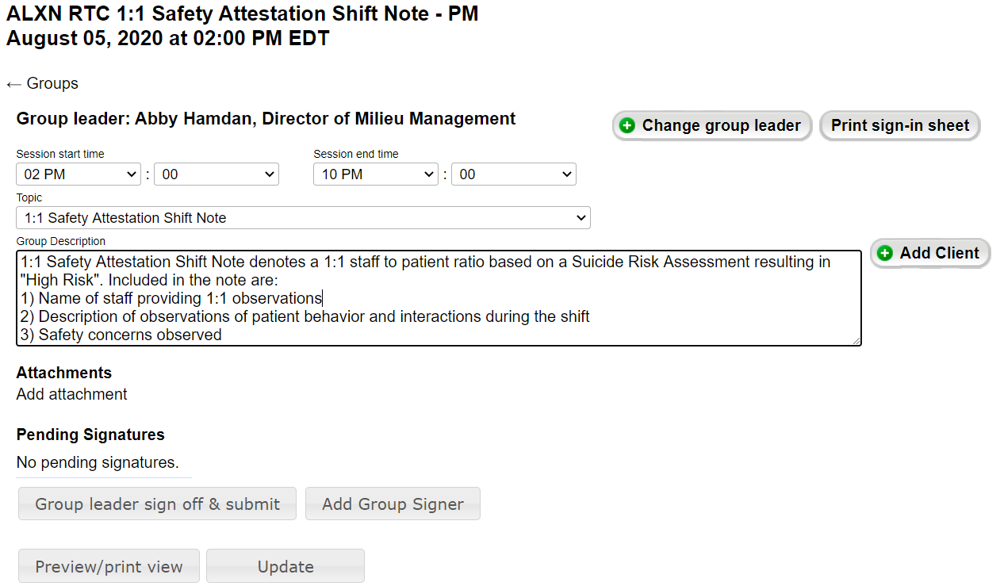 ALXN RTC 1:1 Safety Attestation Shift Note - PM
August 05, 2020 at 02:00 PM EDT
← Groups
Group leader: Abby Hamdan, Director of Milieu Management
Change group leader
Print sign-in sheet
Session start time
Session end time
02 PM : 00
10 PM : 00
Topic
1:1 Safety Attestation Shift Note
Group Description
1:1 Safety Attestation Shift Note denotes a 1:1 staff to patient ratio based on a Suicide Risk Assessment resulting in
"High Risk". Included in the note are:
1) Name of staff providing 1:1 observations
2) Description of observations of patient behavior and interactions during the shift
3) Safety concerns observed
Add Client
Attachments
Add attachment
Pending Signatures
No pending signatures.
Group leader sign off & submit
Add Group Signer
Preview/print view
Update